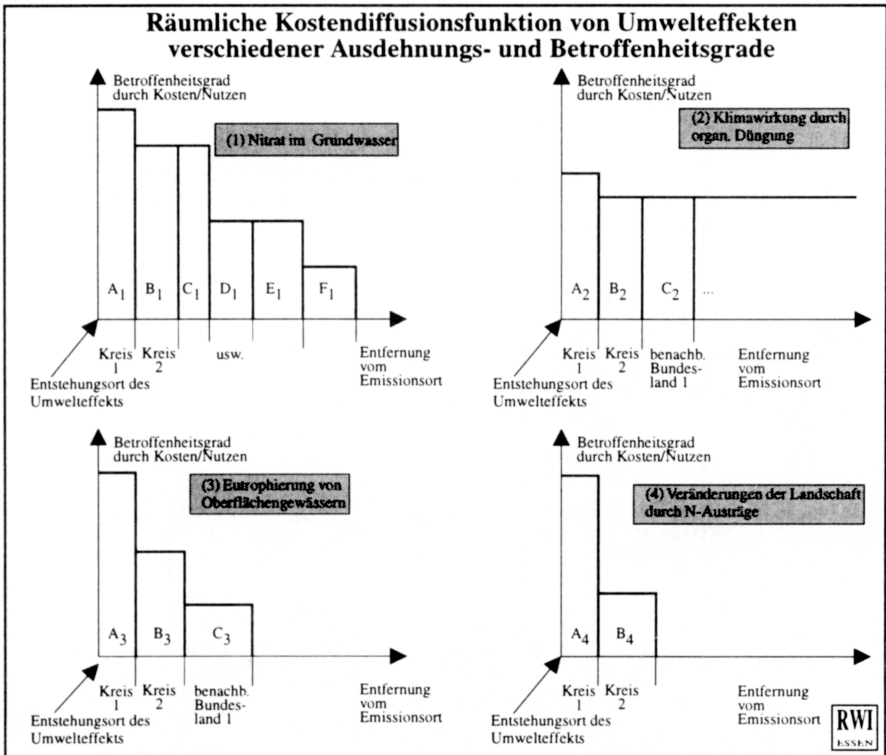 Räumliche Kostendiffusionsfunktion von Umwelteffekten
verschiedener Ausdehnungs- und Betroffenheitsgrade
Betroffenheitsgrad
durch Kosten/Nutzen
(1) Nitrat im Grundwasser
A1 B1 C1 D1 E1 F1
Kreis 1
Kreis 2
usw.
Entfernung
vom
Emissionsort
Entstehungsort des
Umwelteffekts
Betroffenheitsgrad
durch Kosten/Nutzen
(2) Klimawirkung durch
organ. Düngung
A2 B2 C2 ...
Kreis 1
Kreis 2
benachb.
Bundes-
land 1
Entfernung
vom
Emissionsort
Entstehungsort des
Umwelteffekts
Betroffenheitsgrad
durch Kosten/Nutzen
(3) Eutrophierung von
Oberflächengewässern
A3 B3 C3
Kreis 1
Kreis 2
benachb.
Bundes-
land 1
Entfernung
vom
Emissionsort
Entstehungsort des
Umwelteffekts
Betroffenheitsgrad
durch Kosten/Nutzen
(4) Veränderungen der Landschaft
durch N-Austräge
A4 B4
Kreis 1
Kreis 2
Entfernung
vom
Emissionsort
Entstehungsort des
Umwelteffekts
RWI
ESSEN